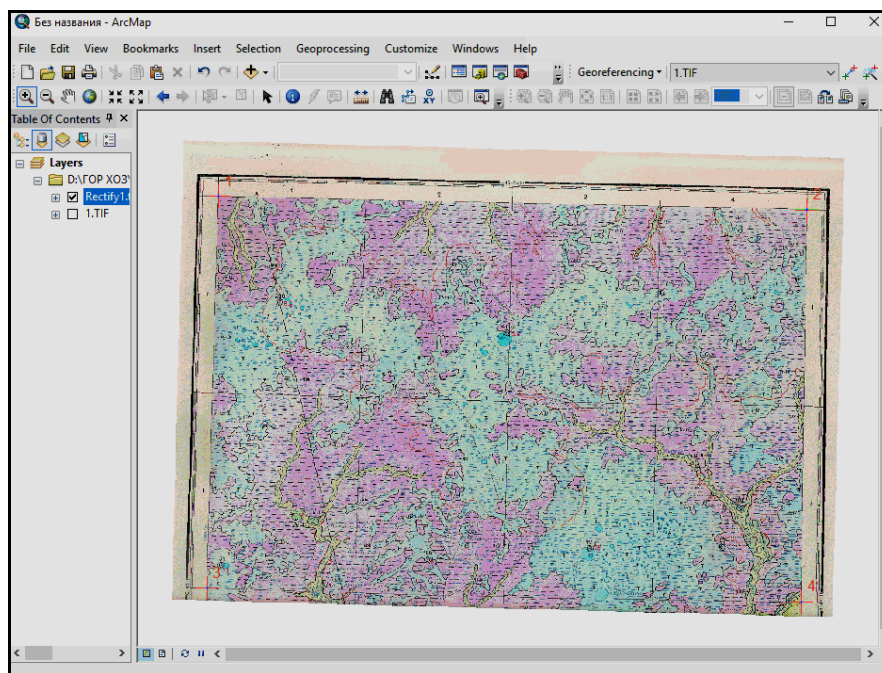 Без названия - ArcMap
File Edit View Bookmarks Insert Selection Geoprocessing Customize Windows Help
Georeferencing 1.TIF
Table Of Contents
Layers
D:\ГОР ХОЗ
Rectify1.
1.TIF
1
2
3
4